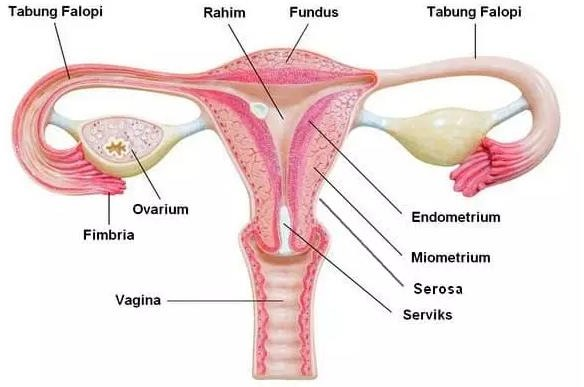 Tabung Falopi
Rahim
Fundus
Tabung Falopi
Ovarium
Fimbria
Endometrium
Miometrium
Serosa
Vagina
Serviks